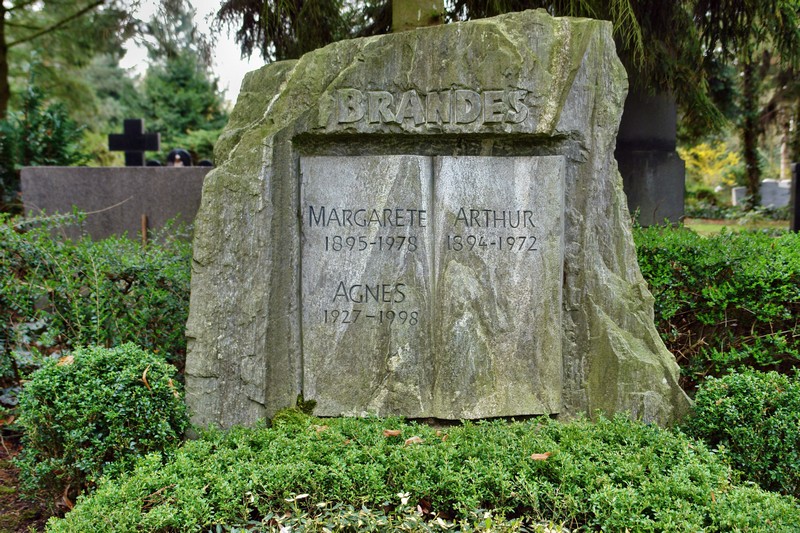 BRANDES
MARGARETE
1895-1978
AGNES
1927-1998
ARTHUR
1894-1972